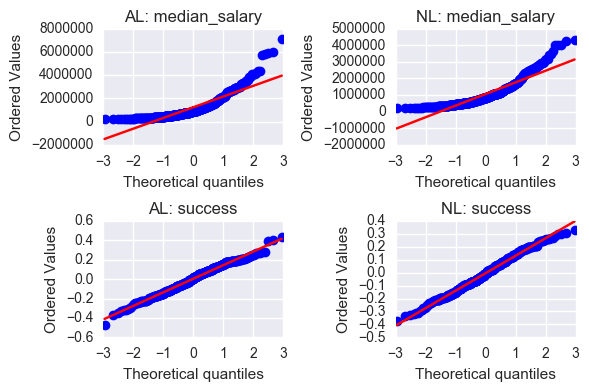 AL: median_salary
NL: median_salary
8000000
6000000
4000000
2000000
0
−2000000
Ordered Values
−3 −2 −1 0 1 2 3
Theoretical quantiles
5000000
4000000
3000000
2000000
1000000
0
−1000000
−2000000
Ordered Values
−3 −2 −1 0 1 2 3
Theoretical quantiles
AL: success
NL: success
0.6
0.4
0.2
0.0
−0.2
−0.4
−0.6
Ordered Values
−3 −2 −1 0 1 2 3
Theoretical quantiles
0.4
0.3
0.2
0.1
0.0
−0.1
−0.2
−0.3
−0.4
−0.5
Ordered Values
−3 −2 −1 0 1 2 3
Theoretical quantiles